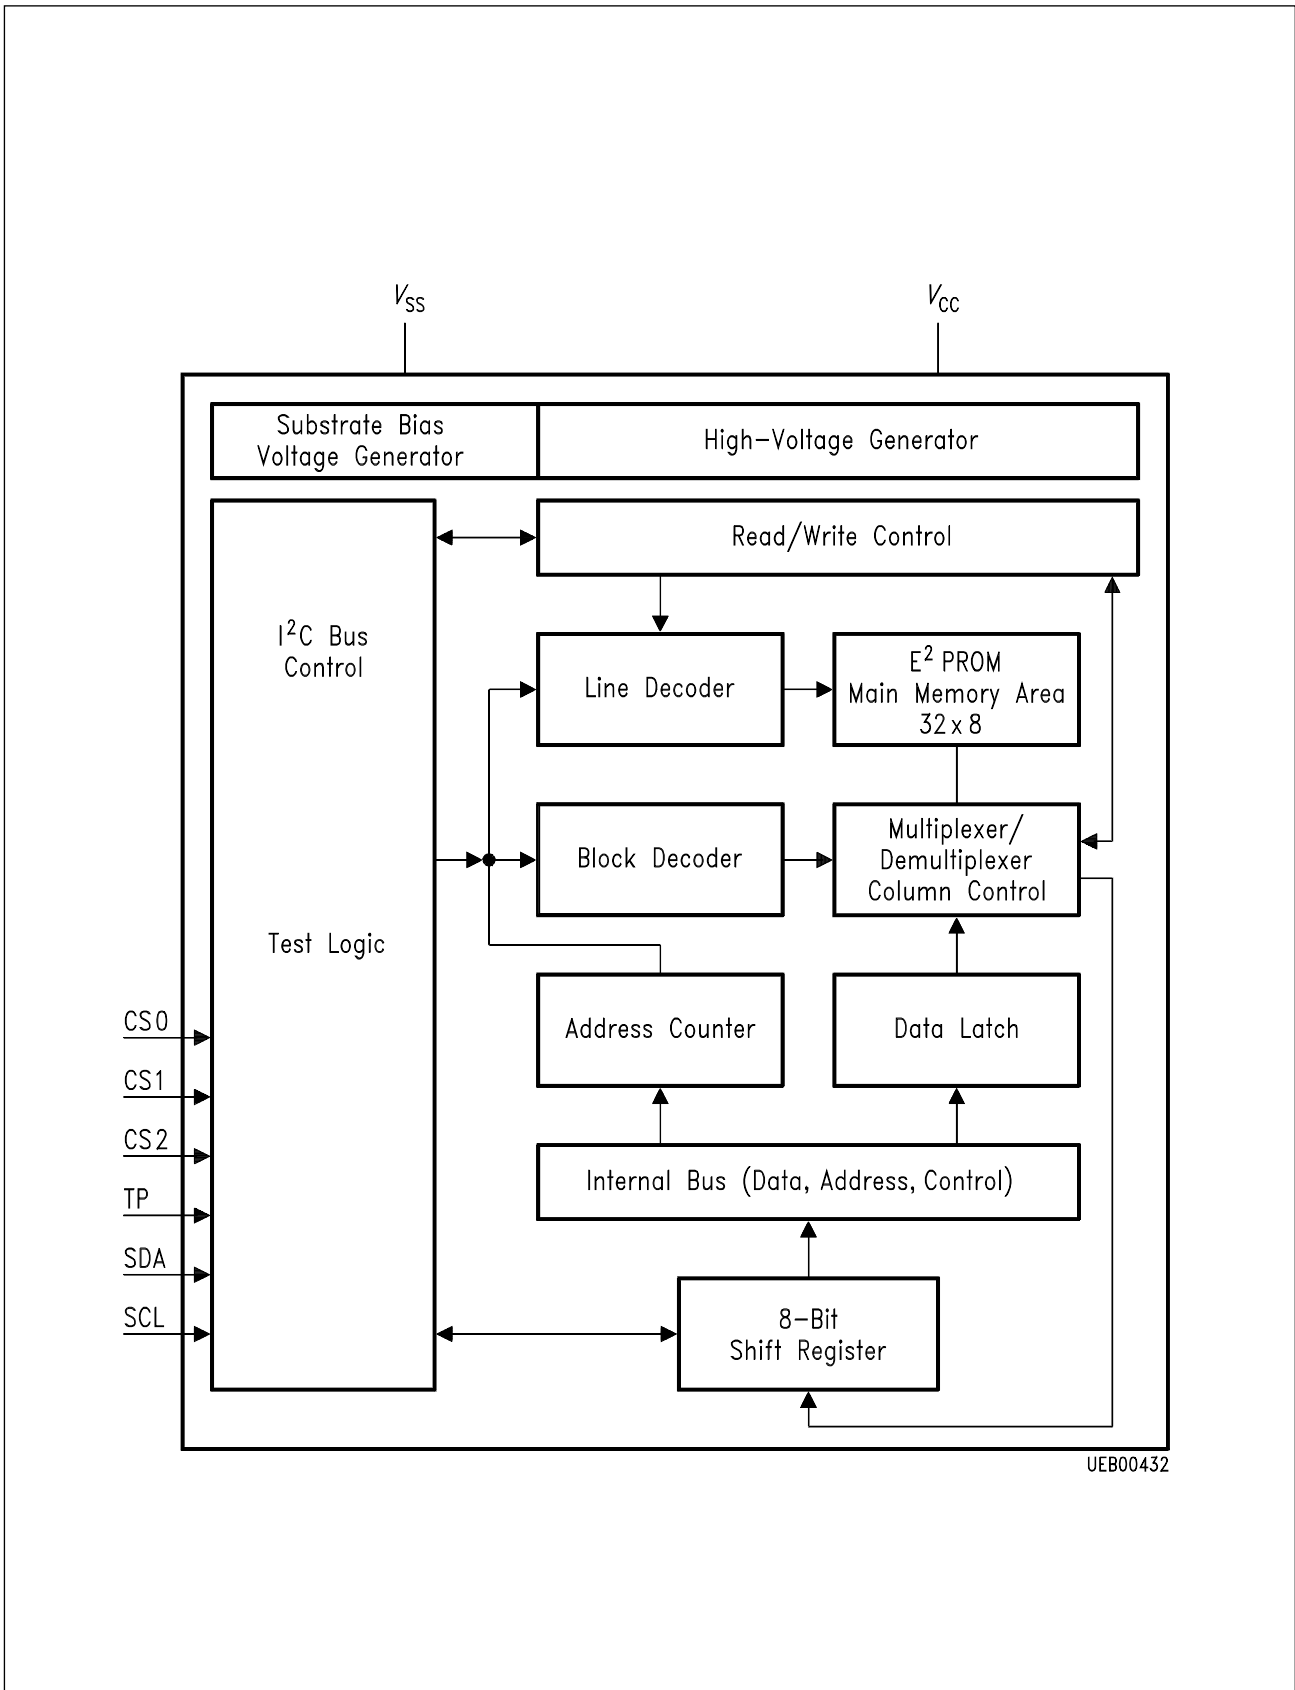 VSS
VCC
Substrate Bias
Voltage Generator
High-Voltage Generator
Read/Write Control
I²C Bus
Control
Line Decoder
E² PROM
Main Memory Area
32x8
Block Decoder
Multiplexer/
Demultiplexer
Column Control
Test Logic
CS0
CS1
CS2
TP
SDA
SCL
Address Counter
Data Latch
Internal Bus (Data, Address, Control)
8-Bit
Shift Register
UEB00432